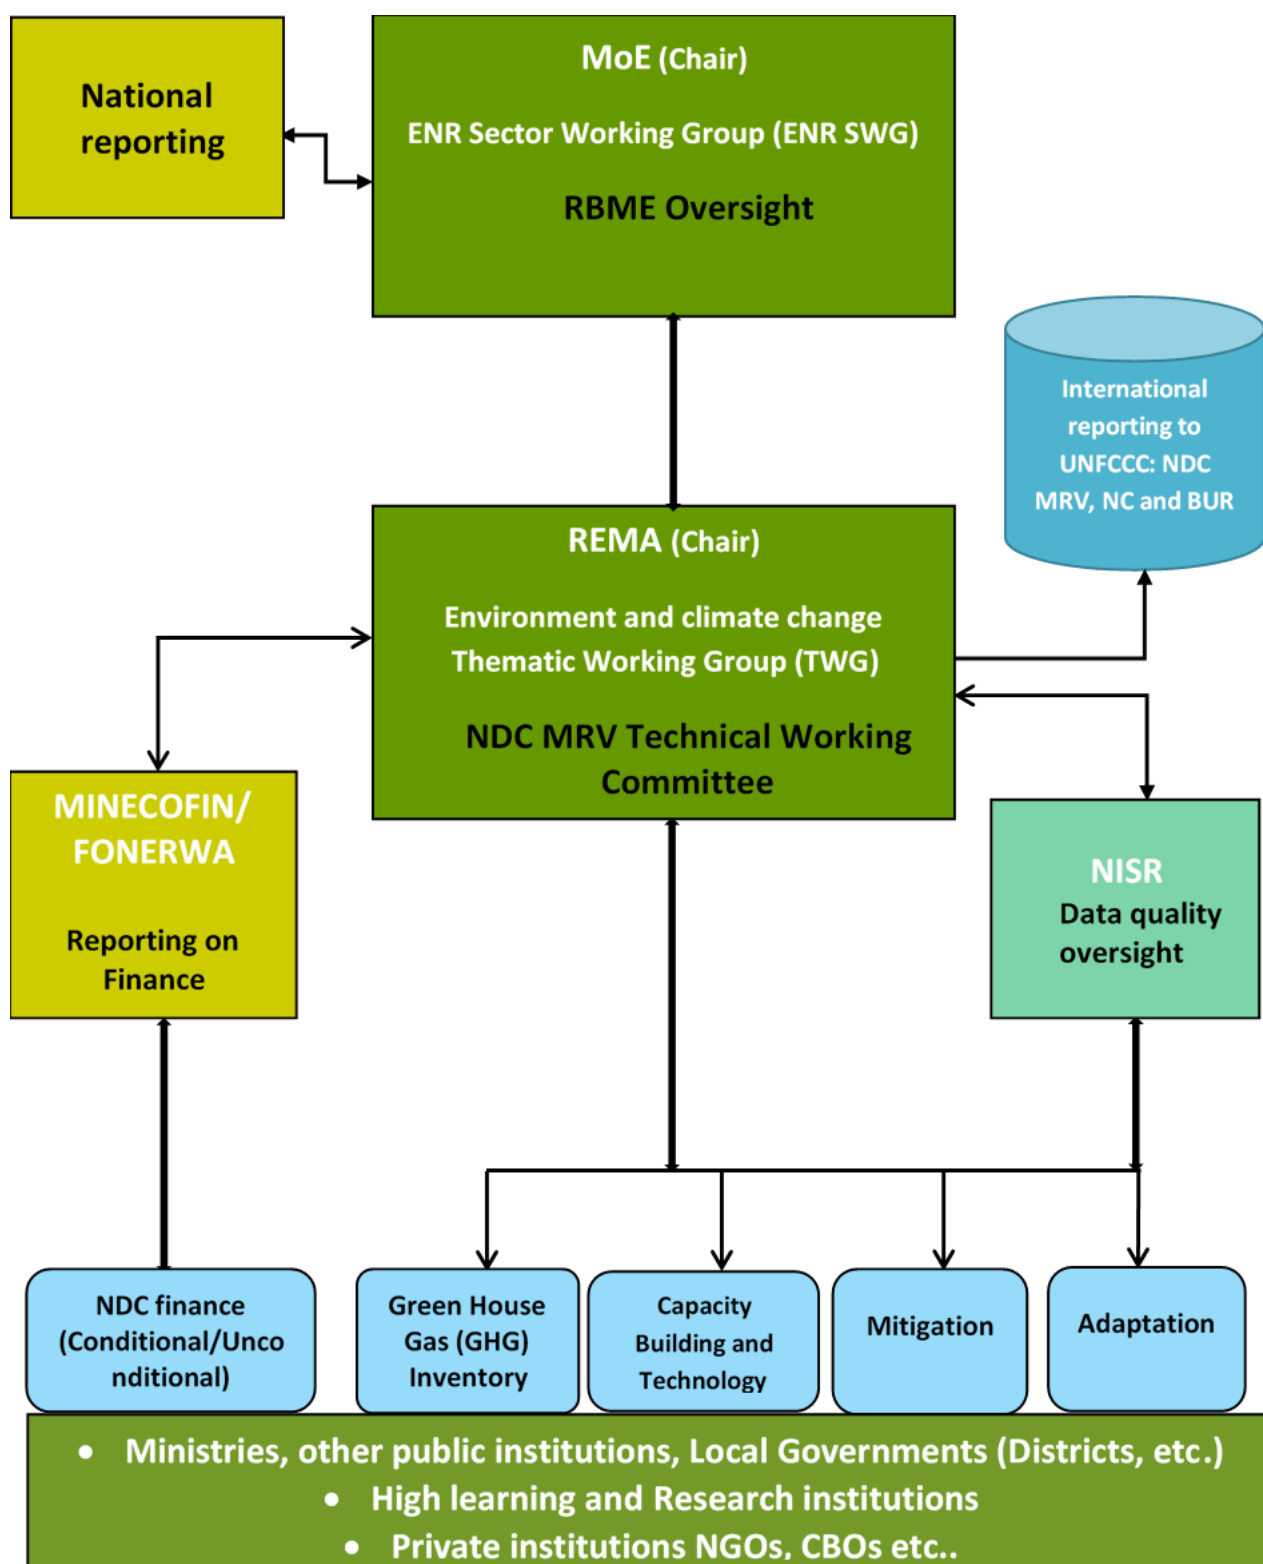 National
reporting
MoE (Chair)
ENR Sector Working Group (ENR SWG)
RBME Oversight
International
reporting to
UNFCCC: NDC
MRV, NC and BUR
REMA (Chair)
Environment and climate change
Thematic Working Group (TWG)
NDC MRV Technical Working
Committee
MINECOFIN/
FONERWA
Reporting on
Finance
NISR
Data quality
oversight
NDC finance
(Conditional/Unco
nditional)
Green House
Gas (GHG)
Inventory
Capacity
Building and
Technology
Mitigation
Adaptation
• Ministries, other public institutions, Local Governments (Districts, etc.)
• High learning and Research institutions
• Private institutions NGOs, CBOs etc..